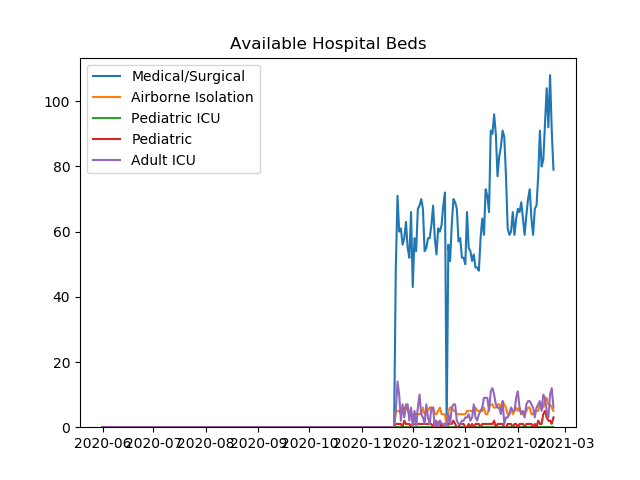 Available Hospital Beds
Medical/Surgical
Airborne Isolation
Pediatric ICU
Pediatric
Adult ICU
100
80
60
40
20
0
2020-06 2020-07 2020-08 2020-09 2020-10 2020-11 2020-12 2021-01 2021-02 2021-03